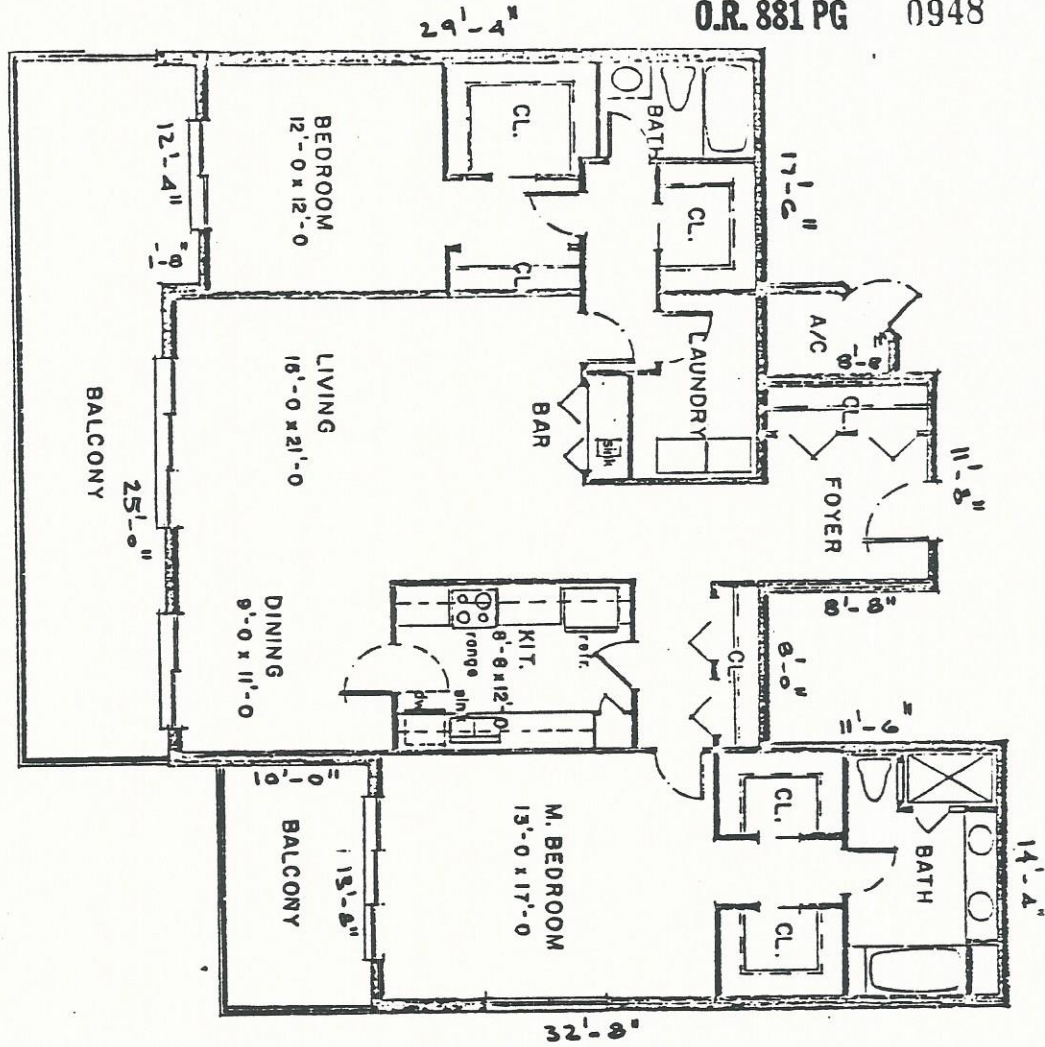 O.R. 881 PG 0948
29'-4"
CL.
BATH
BEDROOM
12'-0 x 12'-0
12'-4"
1'-8"
CL.
17'-6"
CL
A/C
8'-8"
LAUNDRY
LIVING
16'-0 x 21'-0
BAR
sink
CL.
FOYER
11'-8"
BALCONY
25'-0"
8'-8"
DINING
9'-0 x 11'-0
KIT.
8'-8 x 12'-0
range
refr.
dw
CL
8'-0"
11'-6"
10'-0"
BALCONY
13'-8"
M. BEDROOM
13'-0 x 17'-0
CL.
CL.
BATH
14'-4"
32'-8"